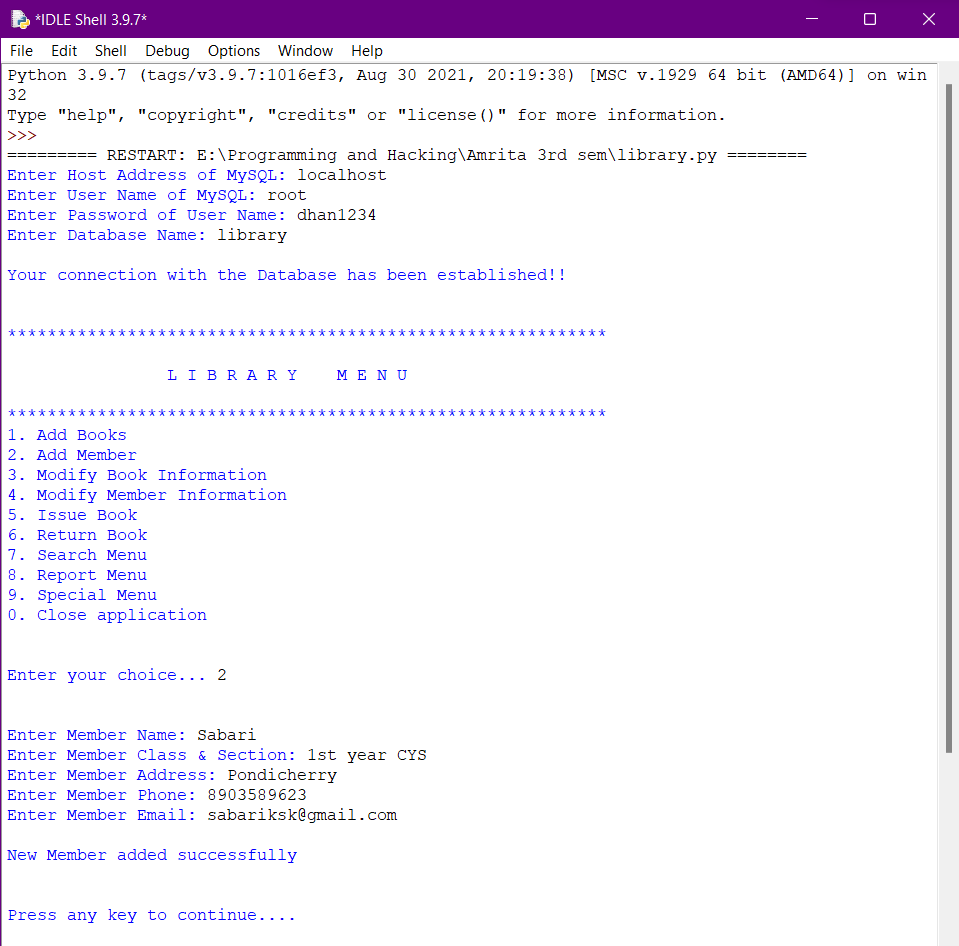 *IDLE Shell 3.9.7*
File Edit Shell Debug Options Window Help
Python 3.9.7 (tags/v3.9.7:1016ef3, Aug 30 2021, 20:19:38) [MSC v.1929 64 bit (AMD64)] on win
32
Type "help", "copyright", "credits" or "license()" for more information.
>>>
========= RESTART: E:\Programming and Hacking\Amrita 3rd sem\library.py ========
Enter Host Address of MySQL: localhost
Enter User Name of MySQL: root
Enter Password of User Name: dhan1234
Enter Database Name: library
Your connection with the Database has been established!!
************************************************************
L I B R A R Y    M E N U
************************************************************
1. Add Books
2. Add Member
3. Modify Book Information
4. Modify Member Information
5. Issue Book
6. Return Book
7. Search Menu
8. Report Menu
9. Special Menu
0. Close application
Enter your choice... 2
Enter Member Name: Sabari
Enter Member Class & Section: 1st year CYS
Enter Member Address: Pondicherry
Enter Member Phone: 8903589623
Enter Member Email: sabariksk@gmail.com
New Member added successfully
Press any key to continue....